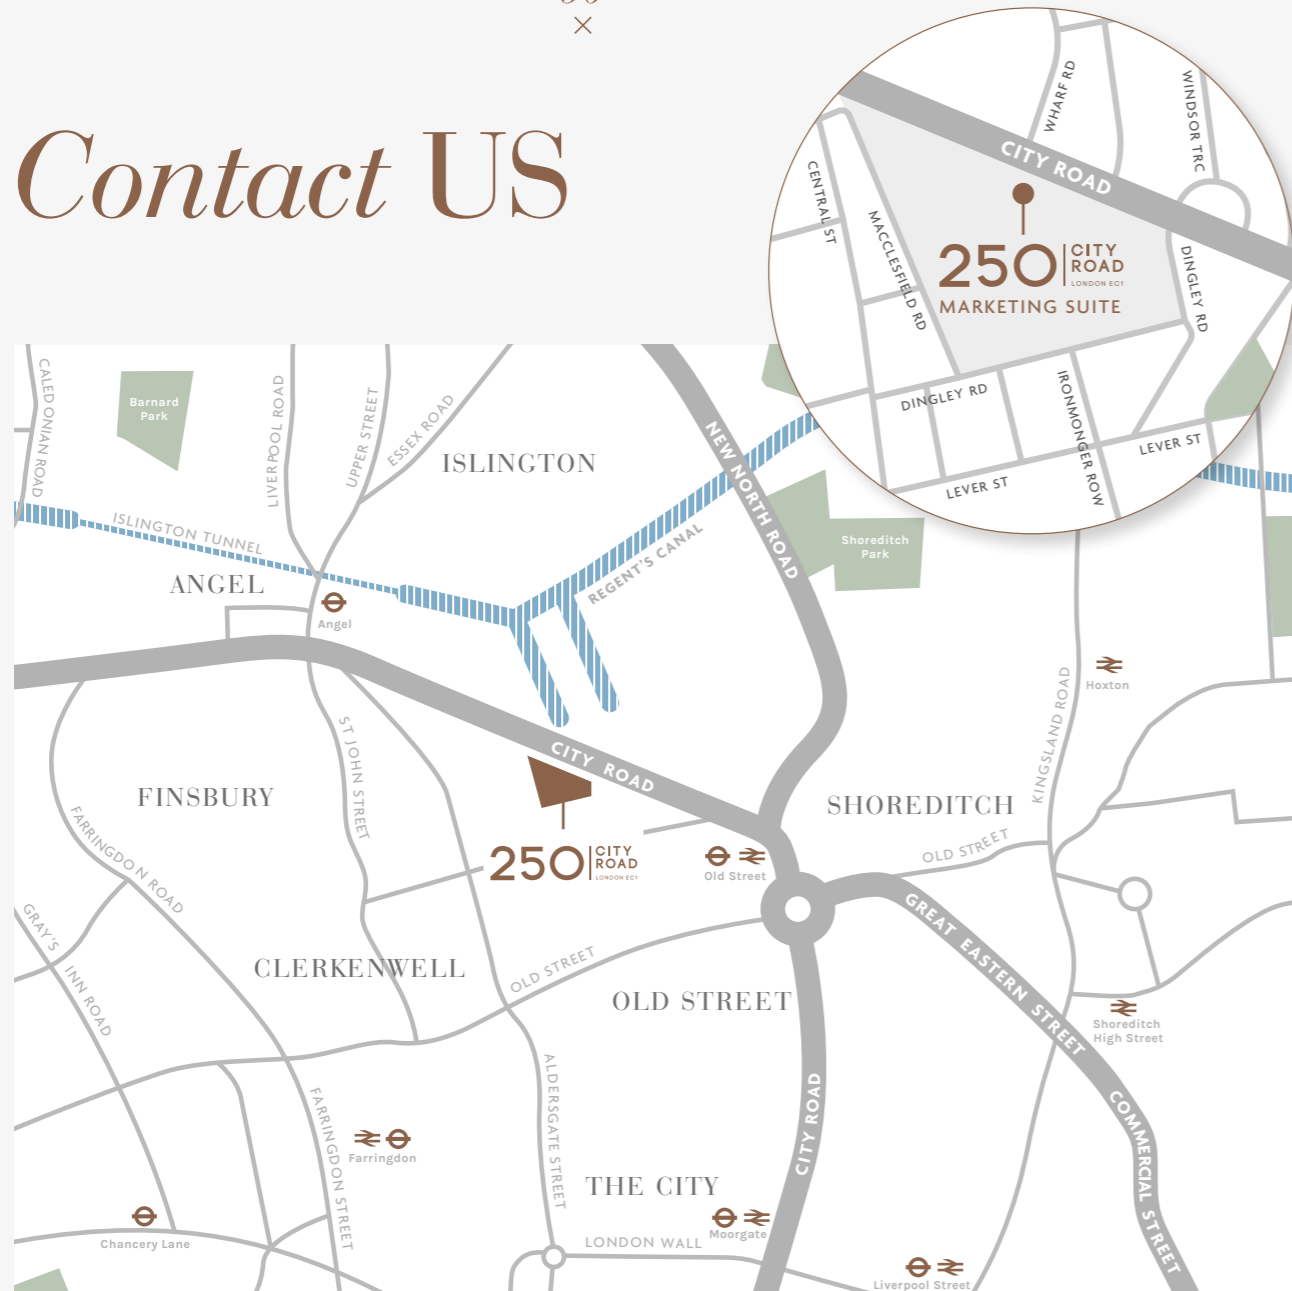 Contact US
WHARF RD
WINDSOR TRC
CITY ROAD
CENTRAL ST
MACCLESFIELD RD
250 CITY
ROAD
LONDON EC1
MARKETING SUITE
DINGLEY RD
DINGLEY RD
IRONMONGER ROW
LEVER ST
LEVER ST
CALEDONIAN ROAD
Barnard
Park
LIVERPOOL ROAD
UPPER STREET
ESSEX ROAD
ISLINGTON
NEW NORTH ROAD
ISLINGTON TUNNEL
REGENT'S CANAL
Shoreditch
Park
ANGEL
Angel
Hoxton
KINGSLAND ROAD
ST JOHN STREET
CITY ROAD
FINSBURY
SHOREDITCH
FARRINGDON ROAD
250 CITY
ROAD
LONDON EC1
Old Street
OLD STREET
GRAY'S INN ROAD
GREAT EASTERN STREET
CLERKENWELL
OLD STREET
OLD STREET
Shoreditch
High Street
ALDERSGATE STREET
CITY ROAD
FARRINGDON STREET
COMMERCIAL STREET
Farringdon
THE CITY
Moorgate
Chancery Lane
LONDON WALL
Liverpool Street